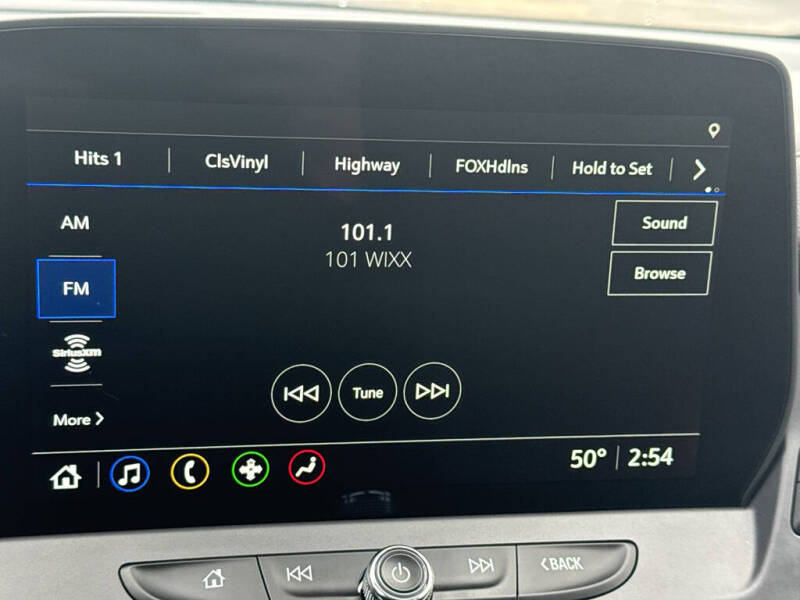 Hits 1 ClsVinyl Highway FOXHdlns Hold to Set
AM
101.1
Sound
101 WIXX
FM
Browse
SiriusXM
Tune
More
50° 2:54
BACK